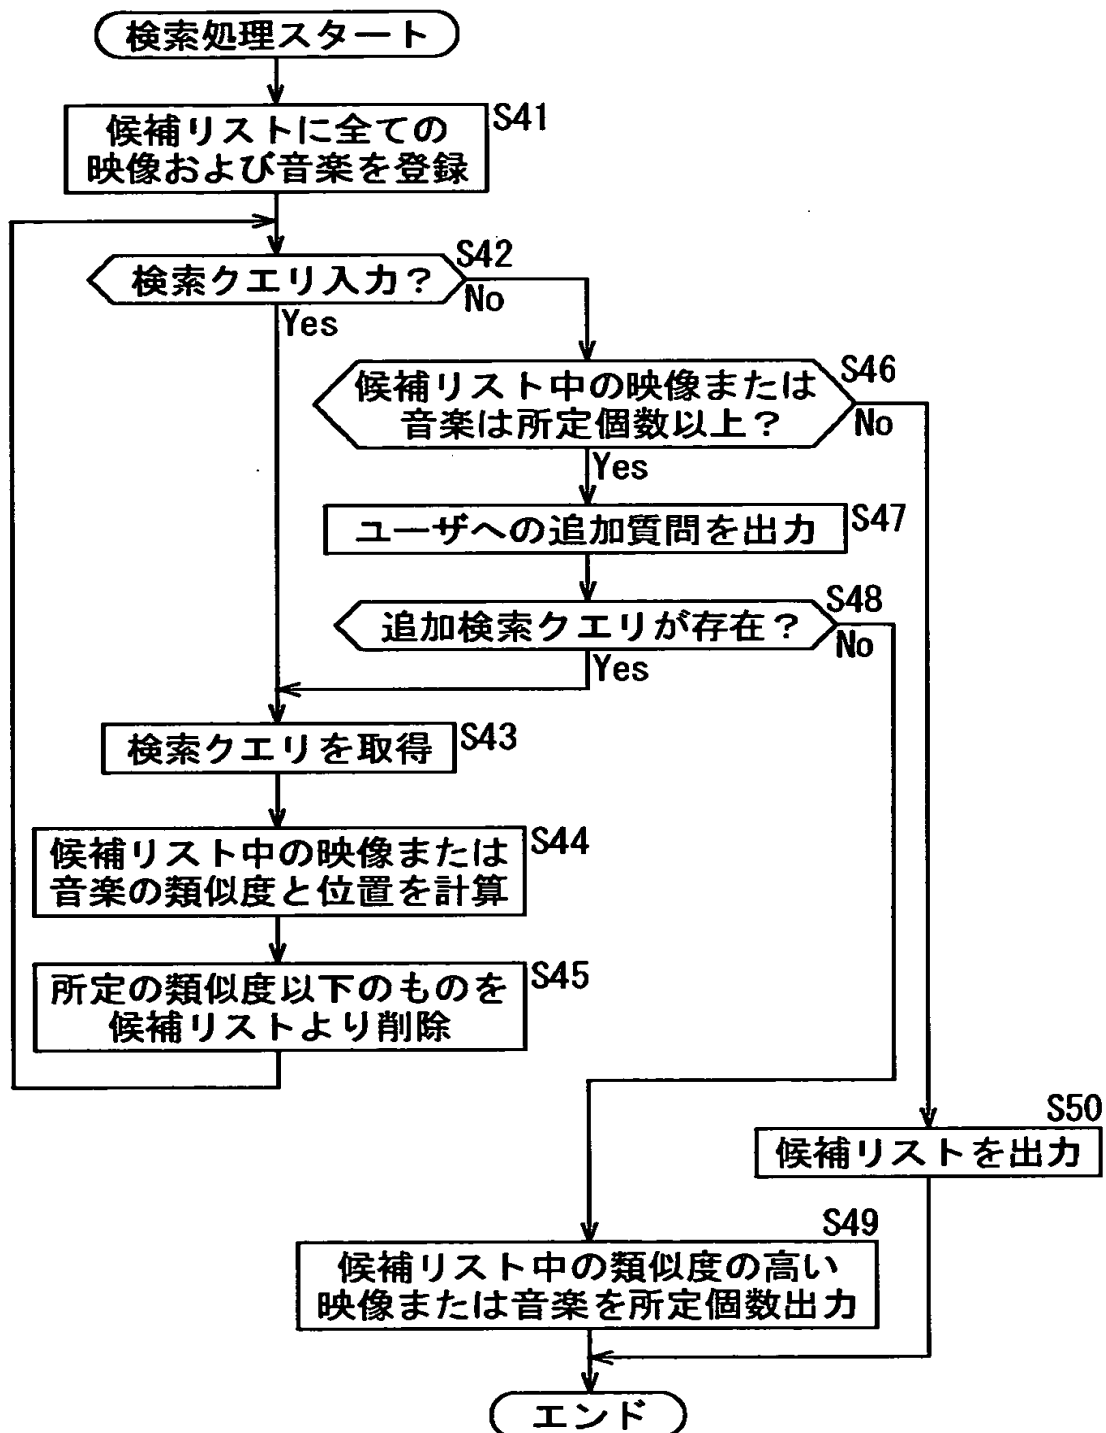 検索処理スタート
S41
候補リストに全ての
映像および音楽を登録
S42
検索クエリ入力？
No
Yes
S46
候補リスト中の映像または
音楽は所定個数以上？
No
Yes
S47
ユーザへの追加質問を出力
S48
追加検索クエリが存在？
No
Yes
S43
検索クエリを取得
S44
候補リスト中の映像または
音楽の類似度と位置を計算
S45
所定の類似度以下のものを
候補リストより削除
S50
候補リストを出力
S49
候補リスト中の類似度の高い
映像または音楽を所定個数出力
エンド